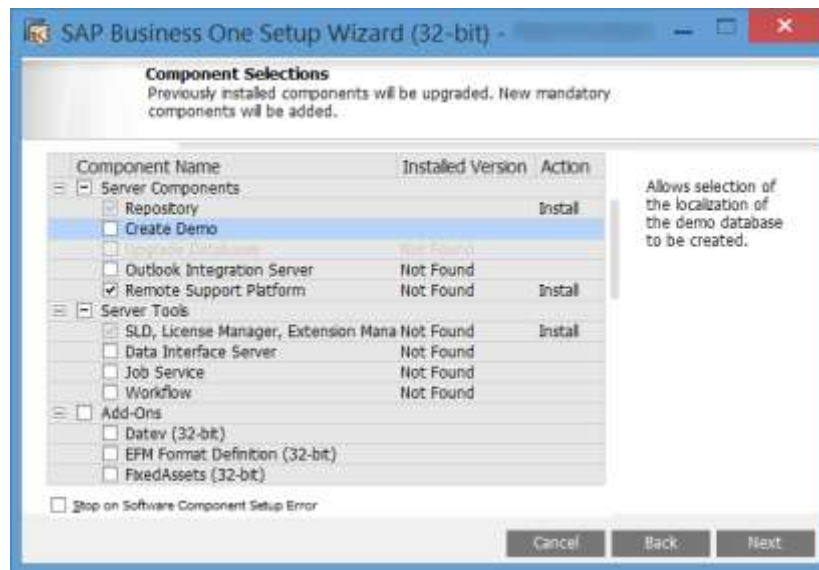 SAP Business One Setup Wizard (32-bit) -
Component Selections
Previously installed components will be upgraded. New mandatory
components will be added.
Component Name Installed Version Action
Server Components
Repository Install
Create Demo
Upgrade Databases Not Found
Outlook Integration Server Not Found
Remote Support Platform Not Found Install
Server Tools
SLD, License Manager, Extension Mana Not Found Install
Data Interface Server Not Found
Job Service Not Found
Workflow Not Found
Add-Ons
Datev (32-bit)
EFM Format Definition (32-bit)
FixedAssets (32-bit)
Allows selection of
the localization of
the demo database
to be created.
Stop on Software Component Setup Error
Cancel Back Next